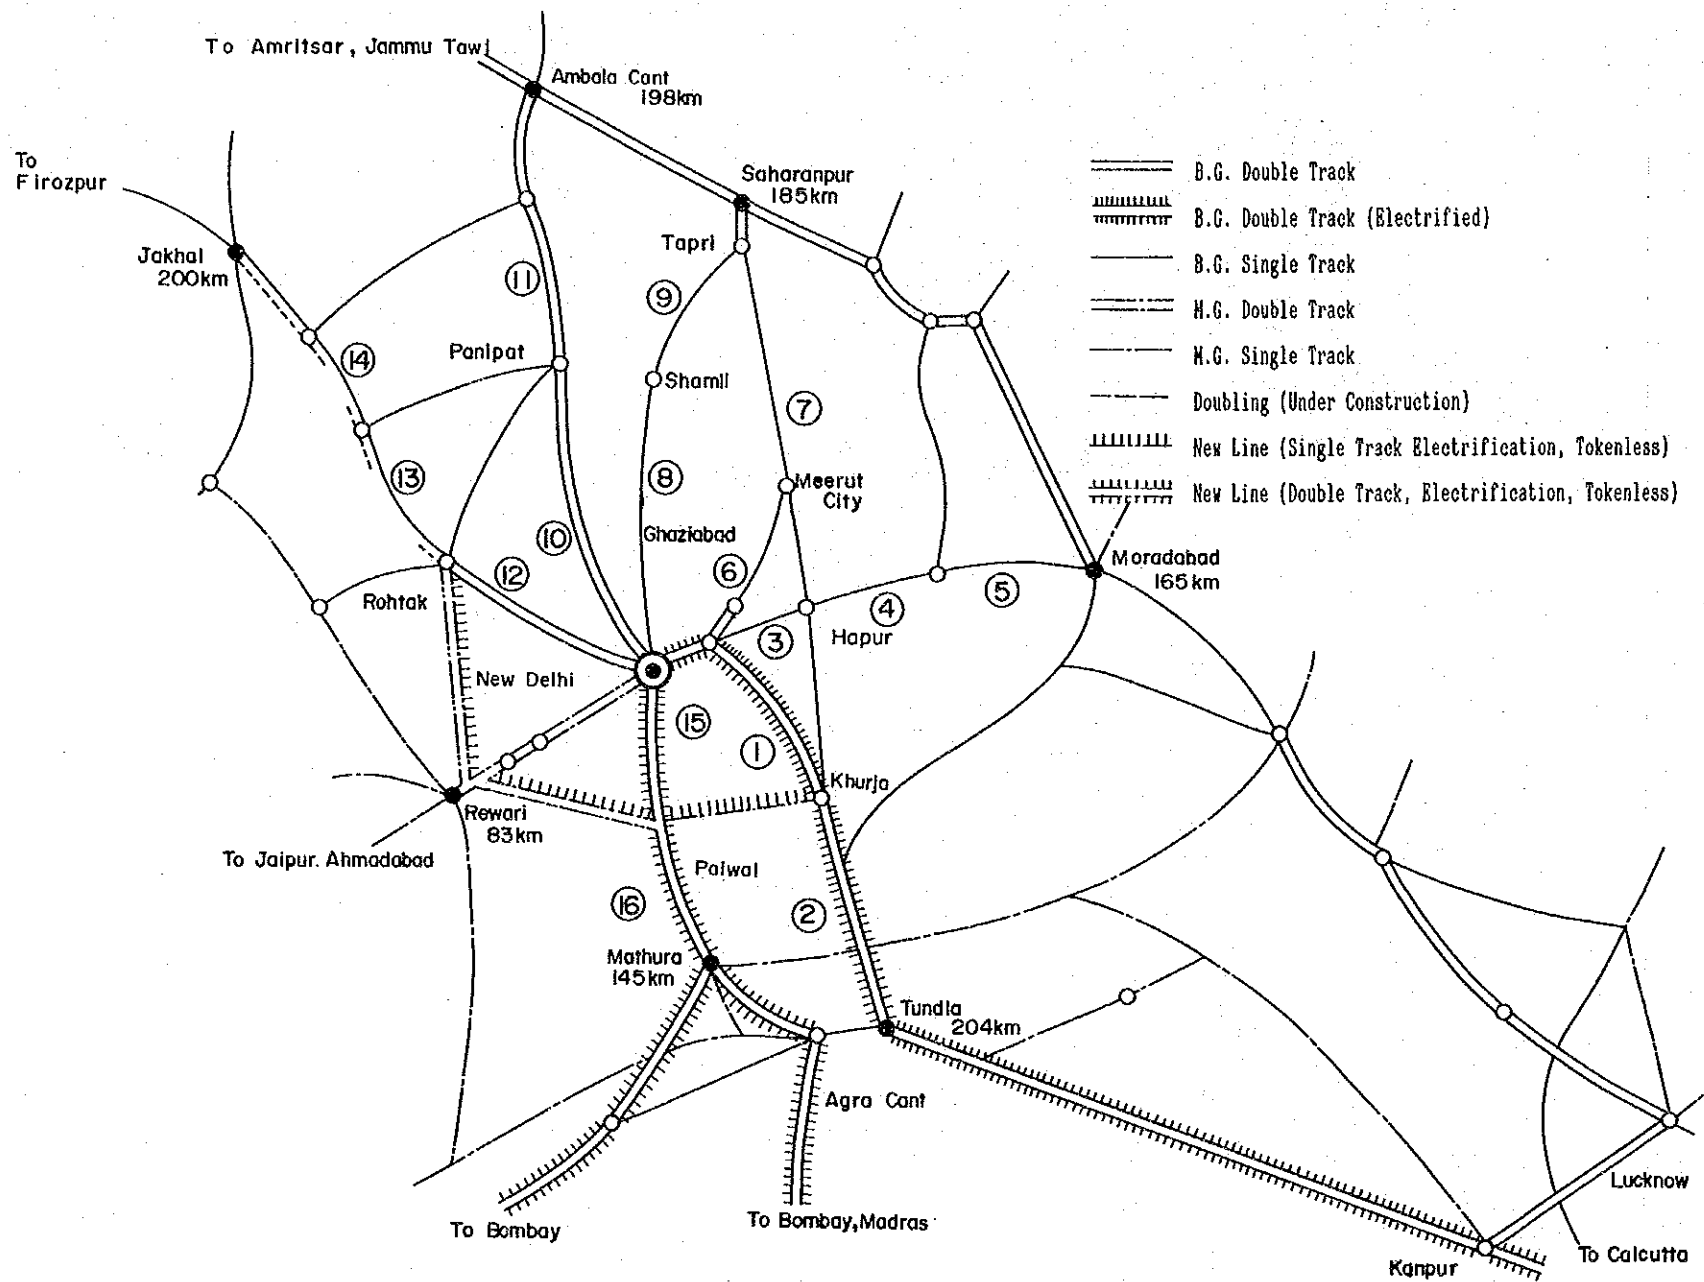 To Amritsar, Jammu Tawi
Ambala Cant
198km
To
Firozpur
Saharanpur
185km
B.G. Double Track
B.G. Double Track (Electrified)
Tapri
Jakhal
200km
B.G. Single Track
11
9
M.G. Double Track
14
Panipat
M.G. Single Track
Shamli
7
Doubling (Under Construction)
New Line (Single Track Electrification, Tokenless)
13
8
Meerut
City
New Line (Double Track, Electrification, Tokenless)
10
Ghaziabad
12
6
Moradabad
165km
Rohtak
5
4
3
Hapur
New Delhi
15
1
Khurja
Rewari
83km
To Jaipur. Ahmadabad
Palwal
16
2
Mathura
145km
Tundla
204km
Agra Cant
Lucknow
To Bombay
To Bombay, Madras
To Calcutta
Kanpur